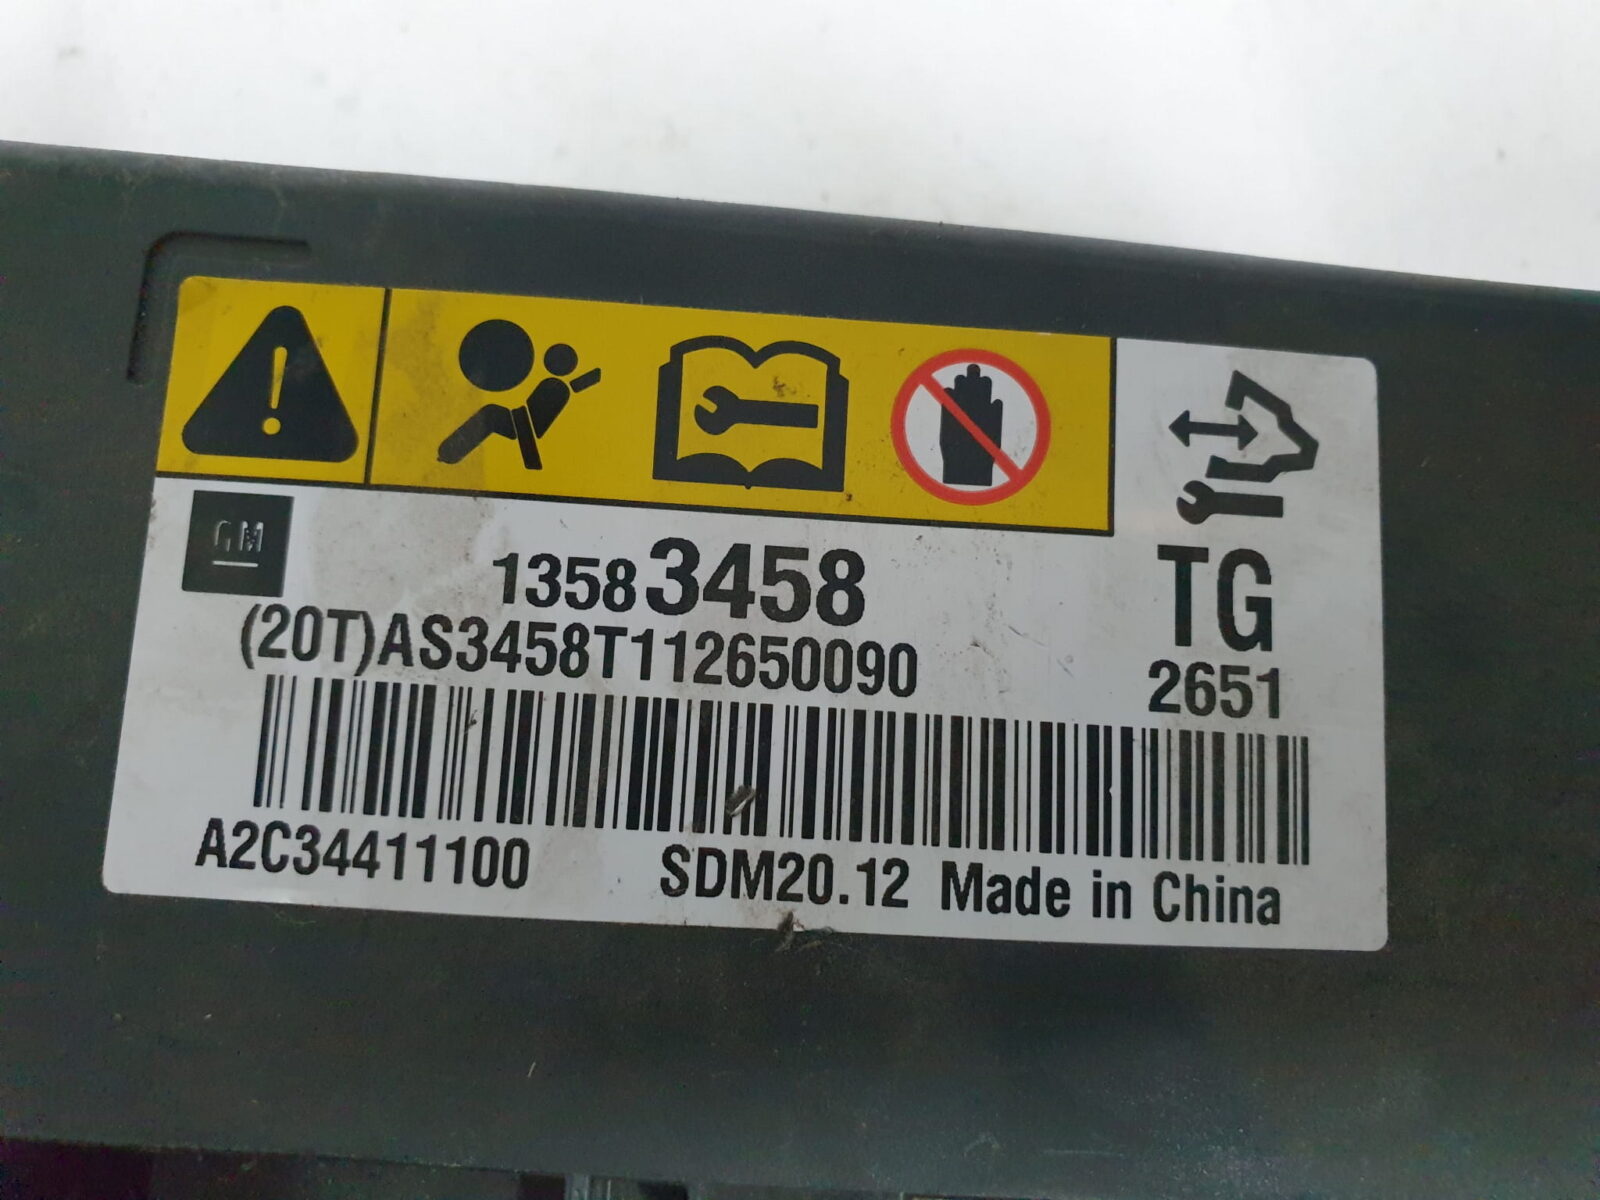 GM
13583458
TG
(20T)AS3458T112650090
2651
A2C34411100
SDM20.12 Made in China